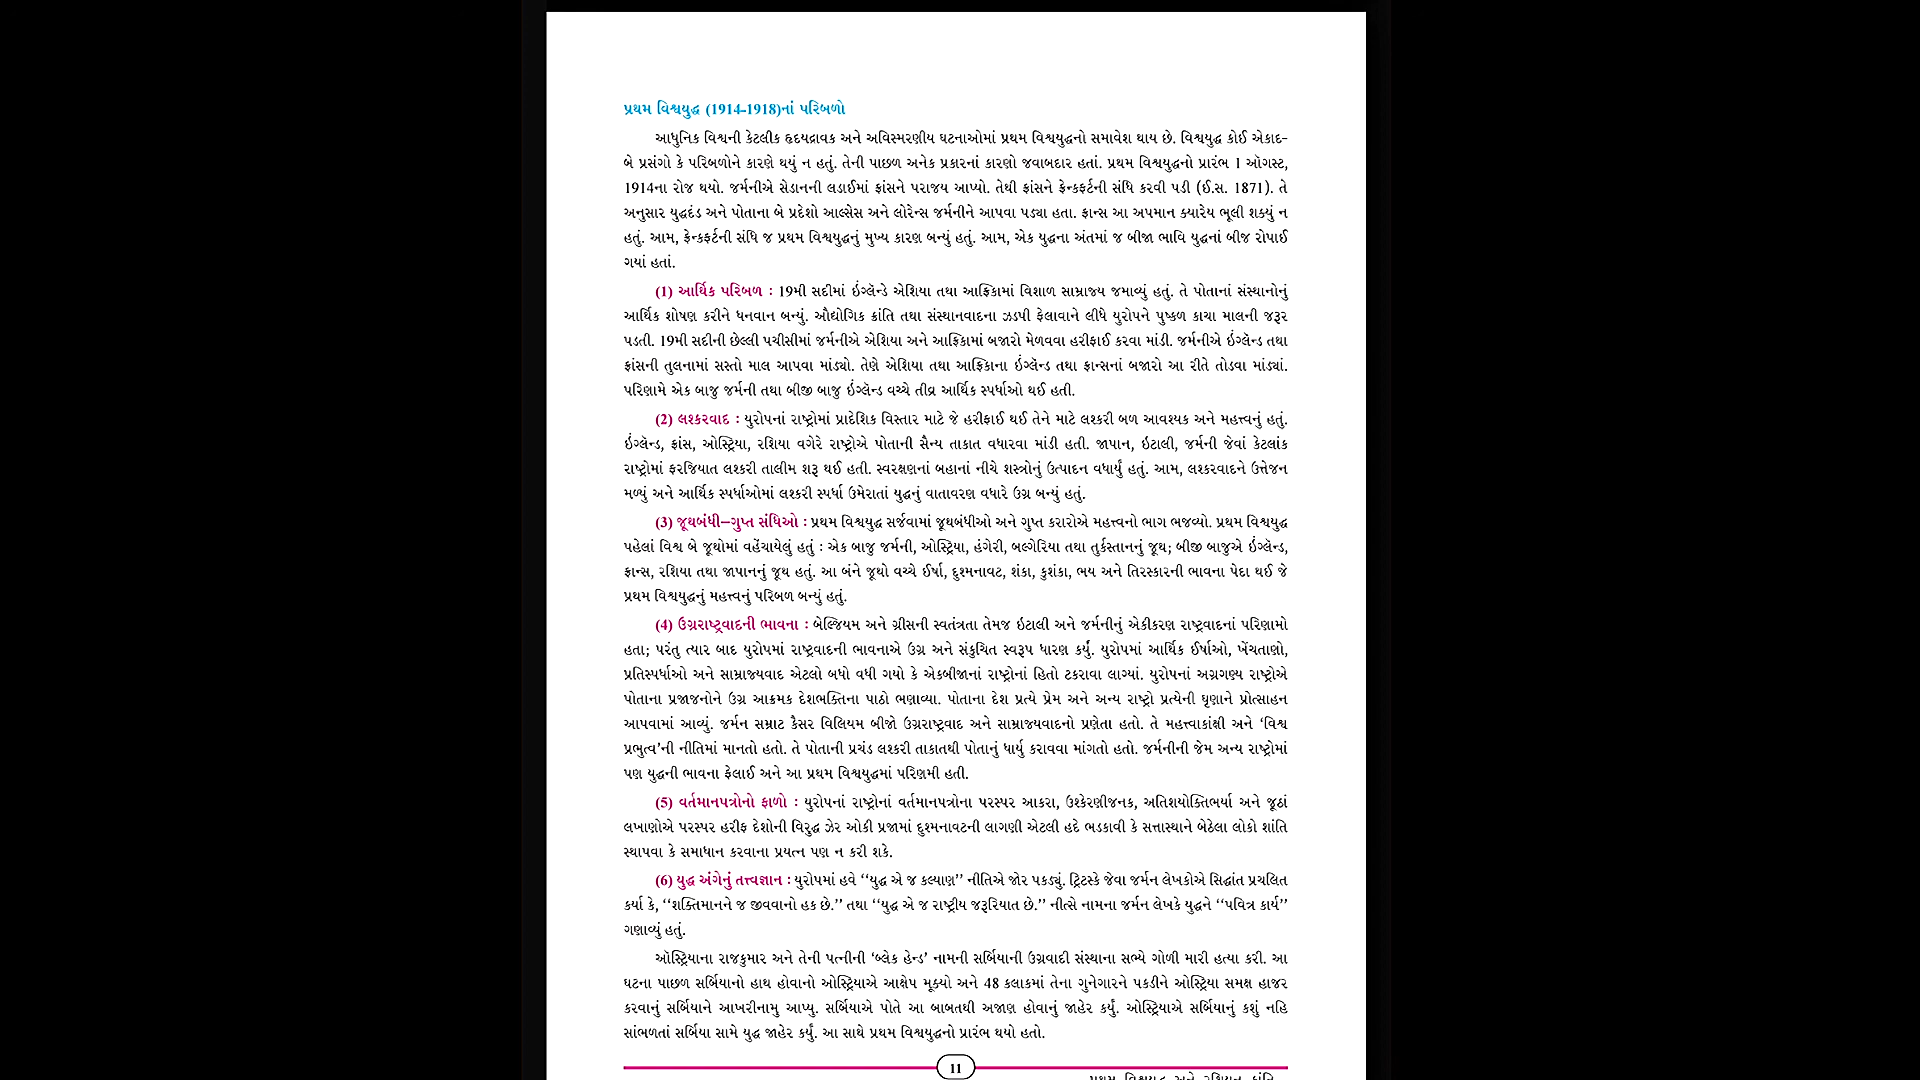 પ્રથમ વિશ્વયુદ્ધ (1914-1918)નાં પરિબળો
આધુનિક વિશ્વની કેટલીક હૃદયદ્રાવક અને અવિસ્મરણીય ઘટનાઓમાં પ્રથમ વિશ્વયુદ્ધનો સમાવેશ થાય છે. વિશ્વયુદ્ધ કોઈ એકાદ-
બે પ્રસંગો કે પરિબળોને કારણે થયું ન હતું. તેની પાછળ અનેક પ્રકારનાં કારણો જવાબદાર હતાં. પ્રથમ વિશ્વયુદ્ધનો પ્રારંભ 1 ઑગસ્ટ,
1914ના રોજ થયો. જર્મનીએ સેડાનની લડાઈમાં ફ્રાંસને પરાજય આપ્યો. તેથી ફ્રાંસને ફ્રેન્કફર્ટની સંધિ કરવી પડી (ઈ.સ. 1871). તે
અનુસાર યુદ્ધદંડ અને પોતાના બે પ્રદેશો આલ્સેસ અને લોરેન્સ જર્મનીને આપવા પડ્યા હતા. ફ્રાન્સ આ અપમાન ક્યારેય ભૂલી શક્યું ન
હતું. આમ, ફ્રેન્કફર્ટની સંધિ જ પ્રથમ વિશ્વયુદ્ધનું મુખ્ય કારણ બન્યું હતું. આમ, એક યુદ્ધના અંતમાં જ બીજા ભાવિ યુદ્ધનાં બીજ રોપાઈ
ગયાં હતાં.
(1) આર્થિક પરિબળ : 19મી સદીમાં ઇંગ્લૅન્ડે એશિયા તથા આફ્રિકામાં વિશાળ સામ્રાજ્ય જમાવ્યું હતું. તે પોતાનાં સંસ્થાનોનું
આર્થિક શોષણ કરીને ધનવાન બન્યું. ઔદ્યોગિક ક્રાંતિ તથા સંસ્થાનવાદના ઝડપી ફેલાવાને લીધે યુરોપને પુષ્કળ કાચા માલની જરૂર
પડતી. 19મી સદીની છેલ્લી પચીસીમાં જર્મનીએ એશિયા અને આફ્રિકામાં બજારો મેળવવા હરીફાઈ કરવા માંડી. જર્મનીએ ઇંગ્લૅન્ડ તથા
ફ્રાંસની તુલનામાં સસ્તો માલ આપવા માંડ્યો. તેણે એશિયા તથા આફ્રિકાના ઇંગ્લૅન્ડ તથા ફ્રાન્સનાં બજારો આ રીતે તોડવા માંડ્યાં.
પરિણામે એક બાજુ જર્મની તથા બીજી બાજુ ઇંગ્લૅન્ડ વચ્ચે તીવ્ર આર્થિક સ્પર્ધાઓ થઈ હતી.
(2) લશ્કરવાદ : યુરોપનાં રાષ્ટ્રોમાં પ્રાદેશિક વિસ્તાર માટે જે હરીફાઈ થઈ તેને માટે લશ્કરી બળ આવશ્યક અને મહત્ત્વનું હતું.
ઇંગ્લૅન્ડ, ફ્રાંસ, ઓસ્ટ્રિયા, રશિયા વગેરે રાષ્ટ્રોએ પોતાની સૈન્ય તાકાત વધારવા માંડી હતી. જાપાન, ઇટાલી, જર્મની જેવાં કેટલાંક
રાષ્ટ્રોમાં ફરજિયાત લશ્કરી તાલીમ શરૂ થઈ હતી. સ્વરક્ષણનાં બહાનાં નીચે શસ્ત્રોનું ઉત્પાદન વધાર્યું હતું. આમ, લશ્કરવાદને ઉત્તેજન
મળ્યું અને આર્થિક સ્પર્ધાઓમાં લશ્કરી સ્પર્ધા ઉમેરાતાં યુદ્ધનું વાતાવરણ વધારે ઉગ્ર બન્યું હતું.
(3) જૂથબંધી–ગુપ્ત સંધિઓ : પ્રથમ વિશ્વયુદ્ધ સર્જવામાં જૂથબંધીઓ અને ગુપ્ત કરારોએ મહત્ત્વનો ભાગ ભજવ્યો. પ્રથમ વિશ્વયુદ્ધ
પહેલાં વિશ્વ બે જૂથોમાં વહેંચાયેલું હતું : એક બાજુ જર્મની, ઓસ્ટ્રિયા, હંગેરી, બલ્ગેરિયા તથા તુર્કસ્તાનનું જૂથ; બીજી બાજુએ ઇંગ્લૅન્ડ,
ફ્રાન્સ, રશિયા તથા જાપાનનું જૂથ હતું. આ બંને જૂથો વચ્ચે ઈર્ષા, દુશ્મનાવટ, શંકા, કુશંકા, ભય અને તિરસ્કારની ભાવના પેદા થઈ જે
પ્રથમ વિશ્વયુદ્ધનું મહત્ત્વનું પરિબળ બન્યું હતું.
(4) ઉગ્રરાષ્ટ્રવાદની ભાવના : બેલ્જિયમ અને ગ્રીસની સ્વતંત્રતા તેમજ ઇટાલી અને જર્મનીનું એકીકરણ રાષ્ટ્રવાદનાં પરિણામો
હતા; પરંતુ ત્યાર બાદ યુરોપમાં રાષ્ટ્રવાદની ભાવનાએ ઉગ્ર અને સંકુચિત સ્વરૂપ ધારણ કર્યું. યુરોપમાં આર્થિક ઈર્ષાઓ, ખેંચતાણો,
પ્રતિસ્પર્ધાઓ અને સામ્રાજ્યવાદ એટલો બધો વધી ગયો કે એકબીજાનાં રાષ્ટ્રોનાં હિતો ટકરાવા લાગ્યાં. યુરોપનાં અગ્રગણ્ય રાષ્ટ્રોએ
પોતાના પ્રજાજનોને ઉગ્ર આક્રમક દેશભક્તિના પાઠો ભણાવ્યા. પોતાના દેશ પ્રત્યે પ્રેમ અને અન્ય રાષ્ટ્રો પ્રત્યેની ઘૃણાને પ્રોત્સાહન
આપવામાં આવ્યું. જર્મન સમ્રાટ કૈસર વિલિયમ બીજો ઉગ્રરાષ્ટ્રવાદ અને સામ્રાજ્યવાદનો પ્રણેતા હતો. તે મહત્ત્વાકાંક્ષી અને ‘વિશ્વ
પ્રભુત્વ’ની નીતિમાં માનતો હતો. તે પોતાની પ્રચંડ લશ્કરી તાકાતથી પોતાનું ધાર્યુ કરાવવા માંગતો હતો. જર્મનીની જેમ અન્ય રાષ્ટ્રોમાં
પણ યુદ્ધની ભાવના ફેલાઈ અને આ પ્રથમ વિશ્વયુદ્ધમાં પરિણમી હતી.
(5) વર્તમાનપત્રોનો ફાળો : યુરોપનાં રાષ્ટ્રોનાં વર્તમાનપત્રોના પરસ્પર આકરા, ઉશ્કેરણીજનક, અતિશયોક્તિભર્યા અને જૂઠાં
લખાણોએ પરસ્પર હરીફ દેશોની વિરુદ્ધ ઝેર ઓકી પ્રજામાં દુશ્મનાવટની લાગણી એટલી હદે ભડકાવી કે સત્તાસ્થાને બેઠેલા લોકો શાંતિ
સ્થાપવા કે સમાધાન કરવાના પ્રયત્ન પણ ન કરી શકે.
(6) યુદ્ધ અંગેનું તત્ત્વજ્ઞાન : યુરોપમાં હવે ‘‘યુદ્ધ એ જ કલ્યાણ’’ નીતિએ જોર પકડ્યું. ટ્રિટસ્કે જેવા જર્મન લેખકોએ સિદ્ધાંત પ્રચલિત
કર્યા કે, ‘‘શક્તિમાનને જ જીવવાનો હક છે.’’ તથા ‘‘યુદ્ધ એ જ રાષ્ટ્રીય જરૂરિયાત છે.’’ નીત્સે નામના જર્મન લેખકે યુદ્ધને ‘‘પવિત્ર કાર્ય’’
ગણાવ્યું હતું.
ઑસ્ટ્રિયાના રાજકુમાર અને તેની પત્નીની ‘બ્લેક હેન્ડ’ નામની સર્બિયાની ઉગ્રવાદી સંસ્થાના સભ્યે ગોળી મારી હત્યા કરી. આ
ઘટના પાછળ સર્બિયાનો હાથ હોવાનો ઓસ્ટ્રિયાએ આક્ષેપ મૂક્યો અને 48 કલાકમાં તેના ગુનેગારને પકડીને ઓસ્ટ્રિયા સમક્ષ હાજર
કરવાનું સર્બિયાને આખરીનામુ આપ્યુ. સર્બિયાએ પોતે આ બાબતથી અજાણ હોવાનું જાહેર કર્યું. ઓસ્ટ્રિયાએ સર્બિયાનું કશું નહિ
સાંભળતાં સર્બિયા સામે યુદ્ધ જાહેર કર્યું. આ સાથે પ્રથમ વિશ્વયુદ્ધનો પ્રારંભ થયો હતો.
11